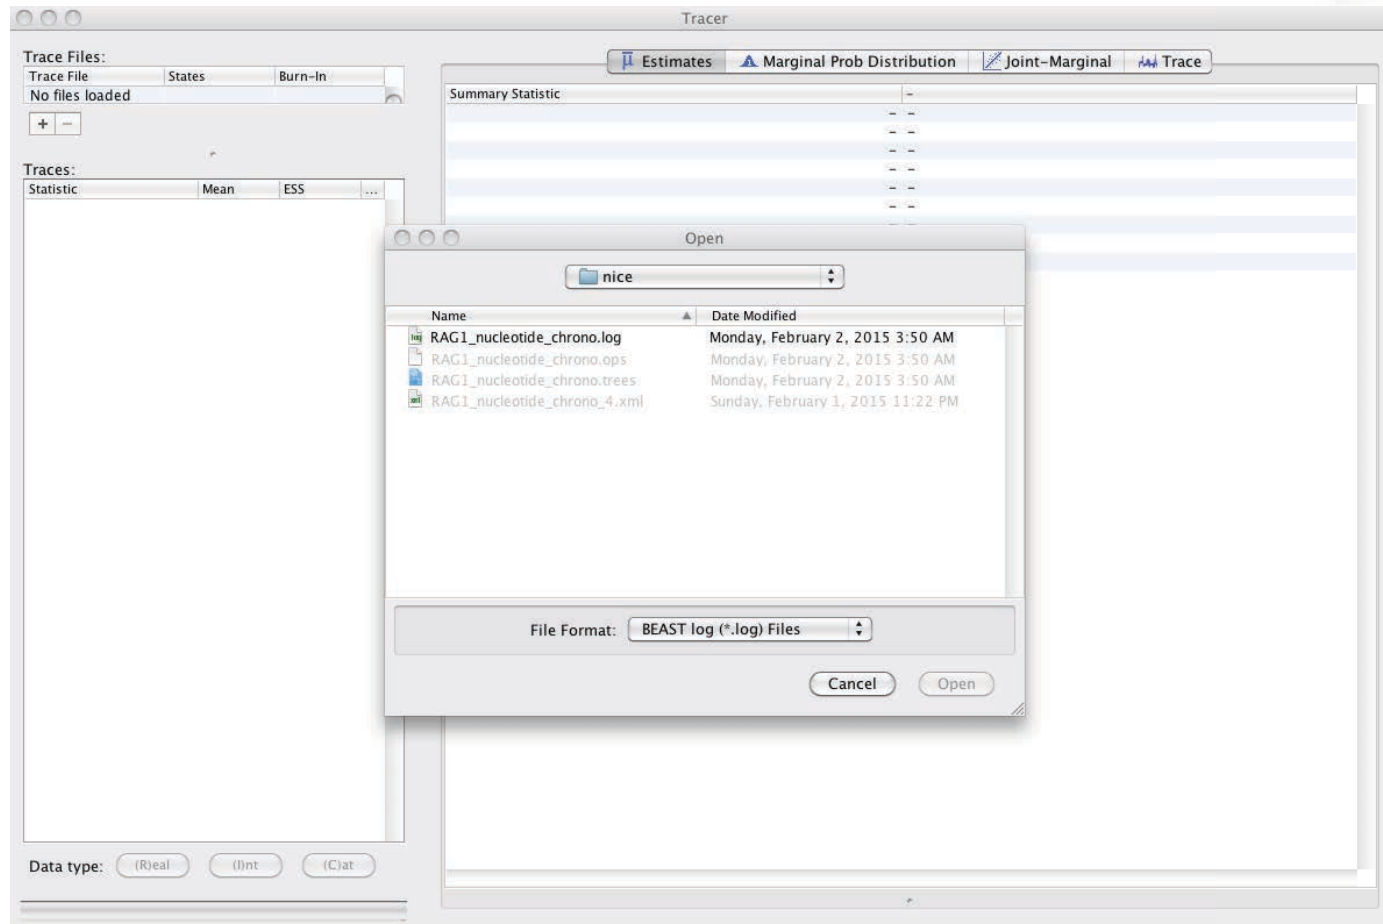 Tracer
Trace Files:
Trace File States Burn-In
No files loaded
+ −
Traces:
Statistic Mean ESS ...
Data type: (R)eal (I)nt (C)at
Estimates Marginal Prob Distribution Joint-Marginal Trace
Summary Statistic -
- -
- -
- -
- -
- -
- -
Open
nice
Name Date Modified
RAG1_nucleotide_chrono.log Monday, February 2, 2015 3:50 AM
RAG1_nucleotide_chrono.ops Monday, February 2, 2015 3:50 AM
RAG1_nucleotide_chrono.trees Monday, February 2, 2015 3:50 AM
RAG1_nucleotide_chrono_4.xml Sunday, February 1, 2015 11:22 PM
File Format: BEAST log (*.log) Files
Cancel Open